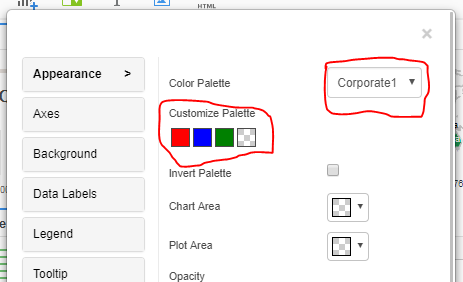 HTML
×
Appearance >
Color Palette
Corporate1 ▼
Axes
Customize Palette
Background
Data Labels
Invert Palette
Legend
Chart Area
Plot Area
Tooltip
Opacity
76